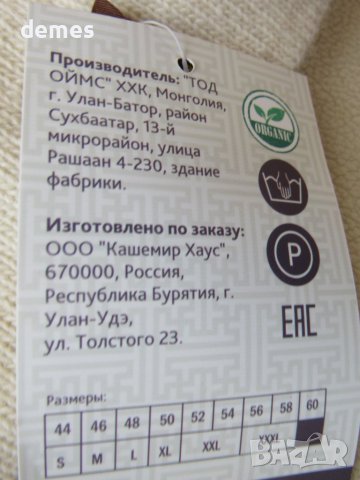 demes
Производитель: "ТОД
ОЙМС" ХХК, Монголия,
г. Улан-Батор, район
Сухбаатар, 13-й
микрорайон, улица
Рашаан 4-230, здание
фабрики.
ORGANIC
Изготовлено по заказу:
ООО "Кашемир Хаус",
670000, Россия,
Республика Бурятия, г.
Улан-Удэ,
ул. Толстого 23.
P
EAC
Размеры:
44 46 48 50 52 54 56 58 60
S M L XL XXL XXXL
bazar